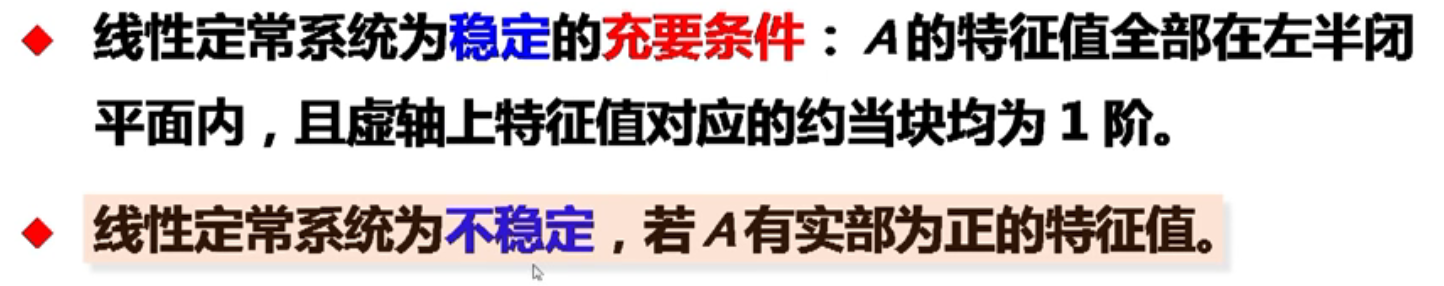 线性定常系统为稳定的充要条件：A的特征值全部在左半闭
平面内，且虚轴上特征值对应的约当块均为 1 阶。
线性定常系统为不稳定，若A有实部为正的特征值。